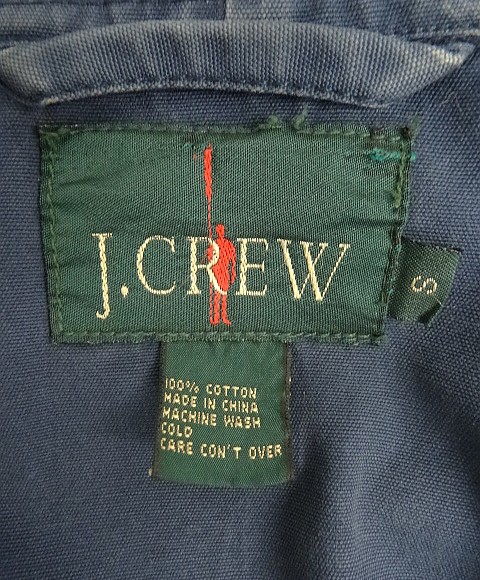 J.CREW
S
100% COTTON
MADE IN CHINA
MACHINE WASH
COLD
CARE CON'T OVER